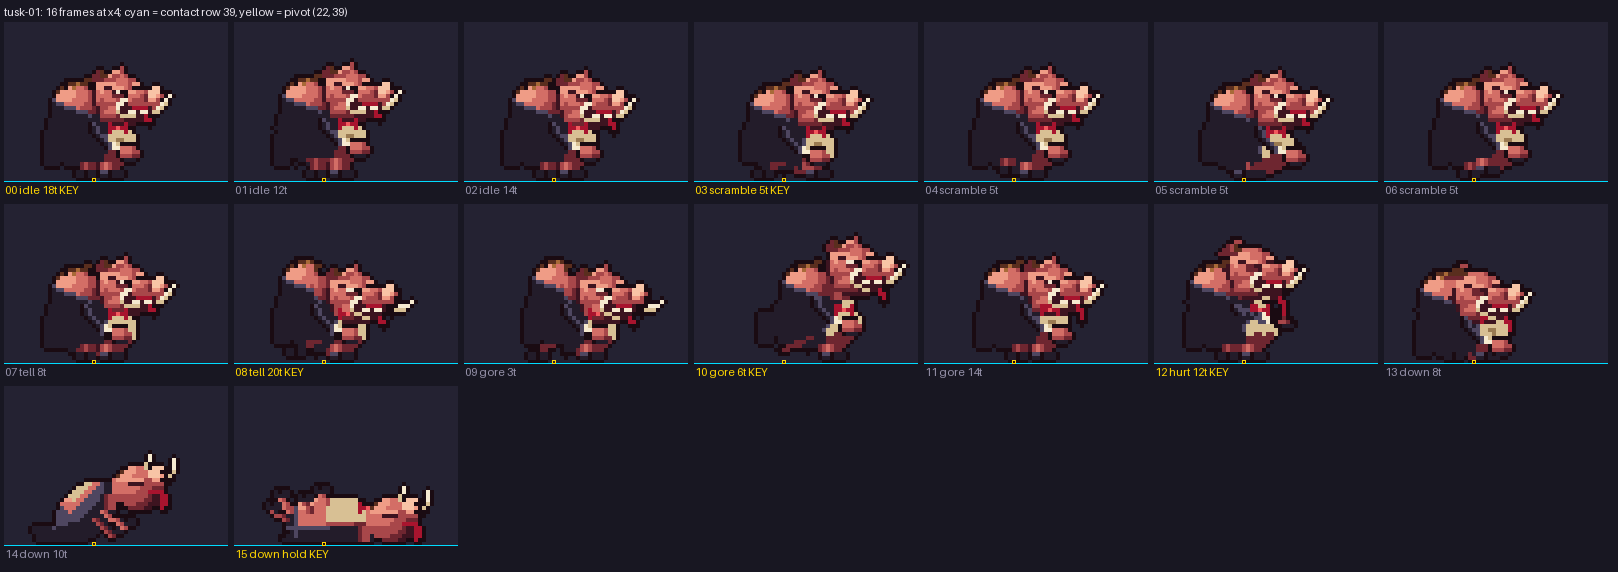 tusk-01: 16 frames at x4; cyan = contact row 39, yellow = pivot (22, 39)
00 idle 18t KEY
01 idle 12t
02 idle 14t
03 scramble 5t KEY
04 scramble 5t
05 scramble 5t
06 scramble 5t
07 tell 8t
08 tell 20t KEY
09 gore 3t
10 gore 6t KEY
11 gore 14t
12 hurt 12t KEY
13 down 8t
14 down 10t
15 down hold KEY